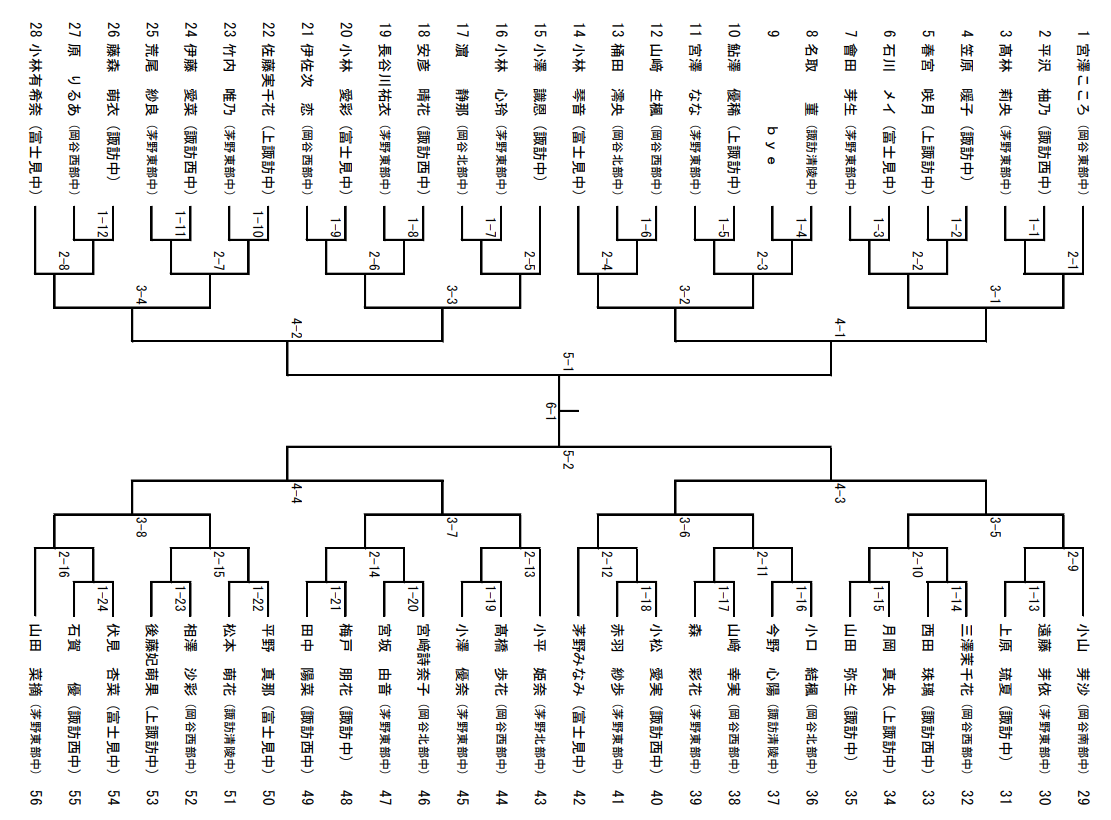 1 宮澤こころ (岡谷東部中)
2 平沢 柚乃 (諏訪西中)
3 高林 莉央 (茅野東部中)
4 笠原 暖子 (諏訪中)
5 春宮 咲月 (上諏訪中)
6 石川 メイ (富士見中)
7 會田 芽生 (茅野東部中)
8 名取 董 (諏訪清陵中)
9 bye
10 鮎澤 優稀 (上諏訪中)
11 宮澤 なな (茅野東部中)
12 山﨑 生楓 (岡谷西部中)
13 桶田 澪央 (岡谷北部中)
14 小林 琴音 (富士見中)
15 小澤 識恩 (諏訪中)
16 小林 心玲 (茅野東部中)
17 濵 静那 (岡谷北部中)
18 安彦 晴花 (諏訪西中)
19 長谷川祐衣 (茅野東部中)
20 小林 愛彩 (富士見中)
21 伊佐次 恋 (岡谷西部中)
22 佐藤実千花 (上諏訪中)
23 竹内 唯乃 (茅野東部中)
24 伊藤 愛菜 (諏訪西中)
25 荒尾 紗良 (茅野東部中)
26 藤森 萌衣 (諏訪中)
27 原 りるあ (岡谷西部中)
28 小林有希奈 (富士見中)
1-1
1-2
1-3
1-4
1-5
1-6
1-7
1-8
1-9
1-10
1-11
1-12
2-1
2-2
2-3
2-4
2-5
2-6
2-7
2-8
3-1
3-2
3-3
3-4
4-1
4-2
5-1
6-1
5-2
4-3
4-4
3-5
3-6
3-7
3-8
2-9
2-10
2-11
2-12
2-13
2-14
2-15
2-16
1-13
1-14
1-15
1-16
1-17
1-18
1-19
1-20
1-21
1-22
1-23
1-24
小山 芽沙 (岡谷南部中) 29
遠藤 芽依 (茅野東部中) 30
上原 琉夏 (諏訪中) 31
三澤茉千花 (岡谷西部中) 32
西田 珠璃 (諏訪西中) 33
月岡 真央 (上諏訪中) 34
山田 弥生 (諏訪中) 35
小口 結楓 (岡谷北部中) 36
今野 心陽 (諏訪清陵中) 37
山﨑 幸実 (岡谷西部中) 38
森 彩花 (茅野東部中) 39
小松 愛実 (諏訪西中) 40
赤羽 紗歩 (茅野東部中) 41
茅野みなみ (富士見中) 42
小平 姫奈 (茅野北部中) 43
髙橋 歩花 (岡谷北部中) 44
小澤 優奈 (茅野東部中) 45
宮﨑詩奈子 (岡谷北部中) 46
宮坂 由音 (茅野東部中) 47
梅戸 朋花 (諏訪中) 48
田中 陽菜 (諏訪西中) 49
平野 真那 (富士見中) 50
松本 萌花 (諏訪清陵中) 51
相澤 沙彩 (岡谷西部中) 52
後藤妃萌果 (上諏訪中) 53
伏見 杏菜 (富士見中) 54
石賀 優 (諏訪西中) 55
山田 菜摘 (茅野東部中) 56